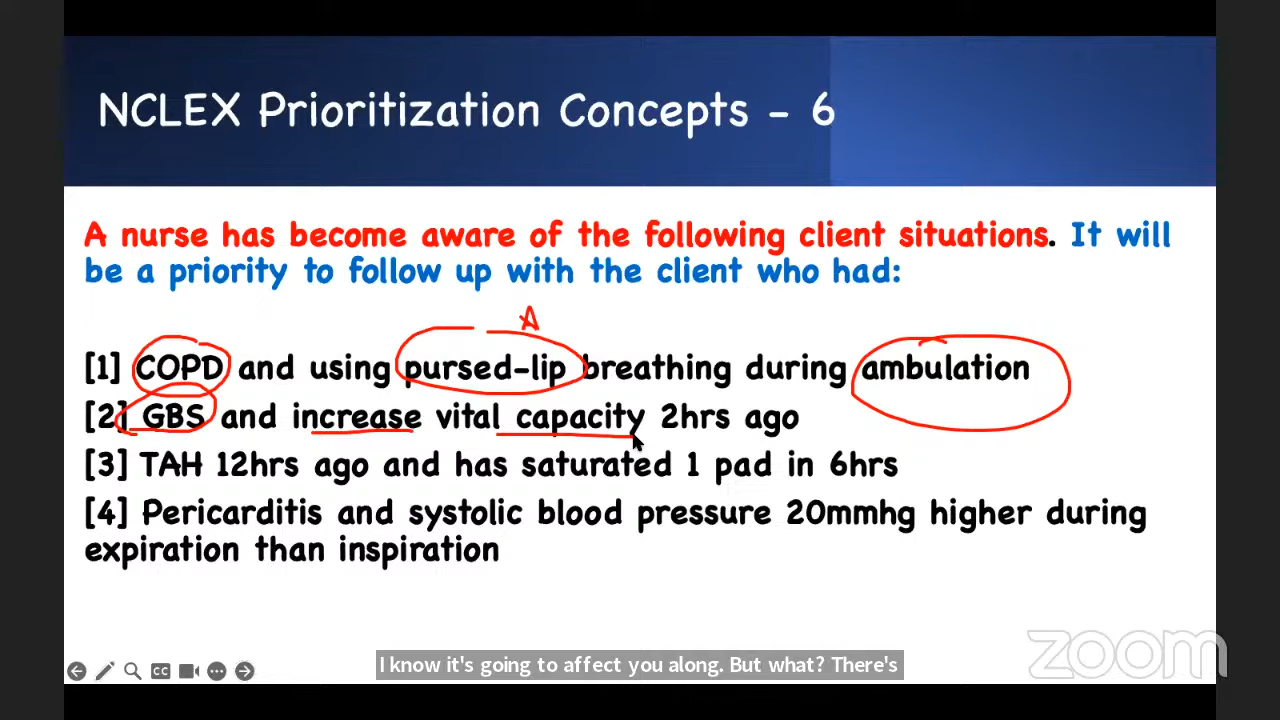 NCLEX Prioritization Concepts - 6
A nurse has become aware of the following client situations. It will
be a priority to follow up with the client who had:
A
[1] COPD and using pursed-lip breathing during ambulation
[2] GBS and increase vital capacity 2hrs ago
[3] TAH 12hrs ago and has saturated 1 pad in 6hrs
[4] Pericarditis and systolic blood pressure 20mmhg higher during
expiration than inspiration
zoom
CC
I know it's going to affect you along. But what? There's